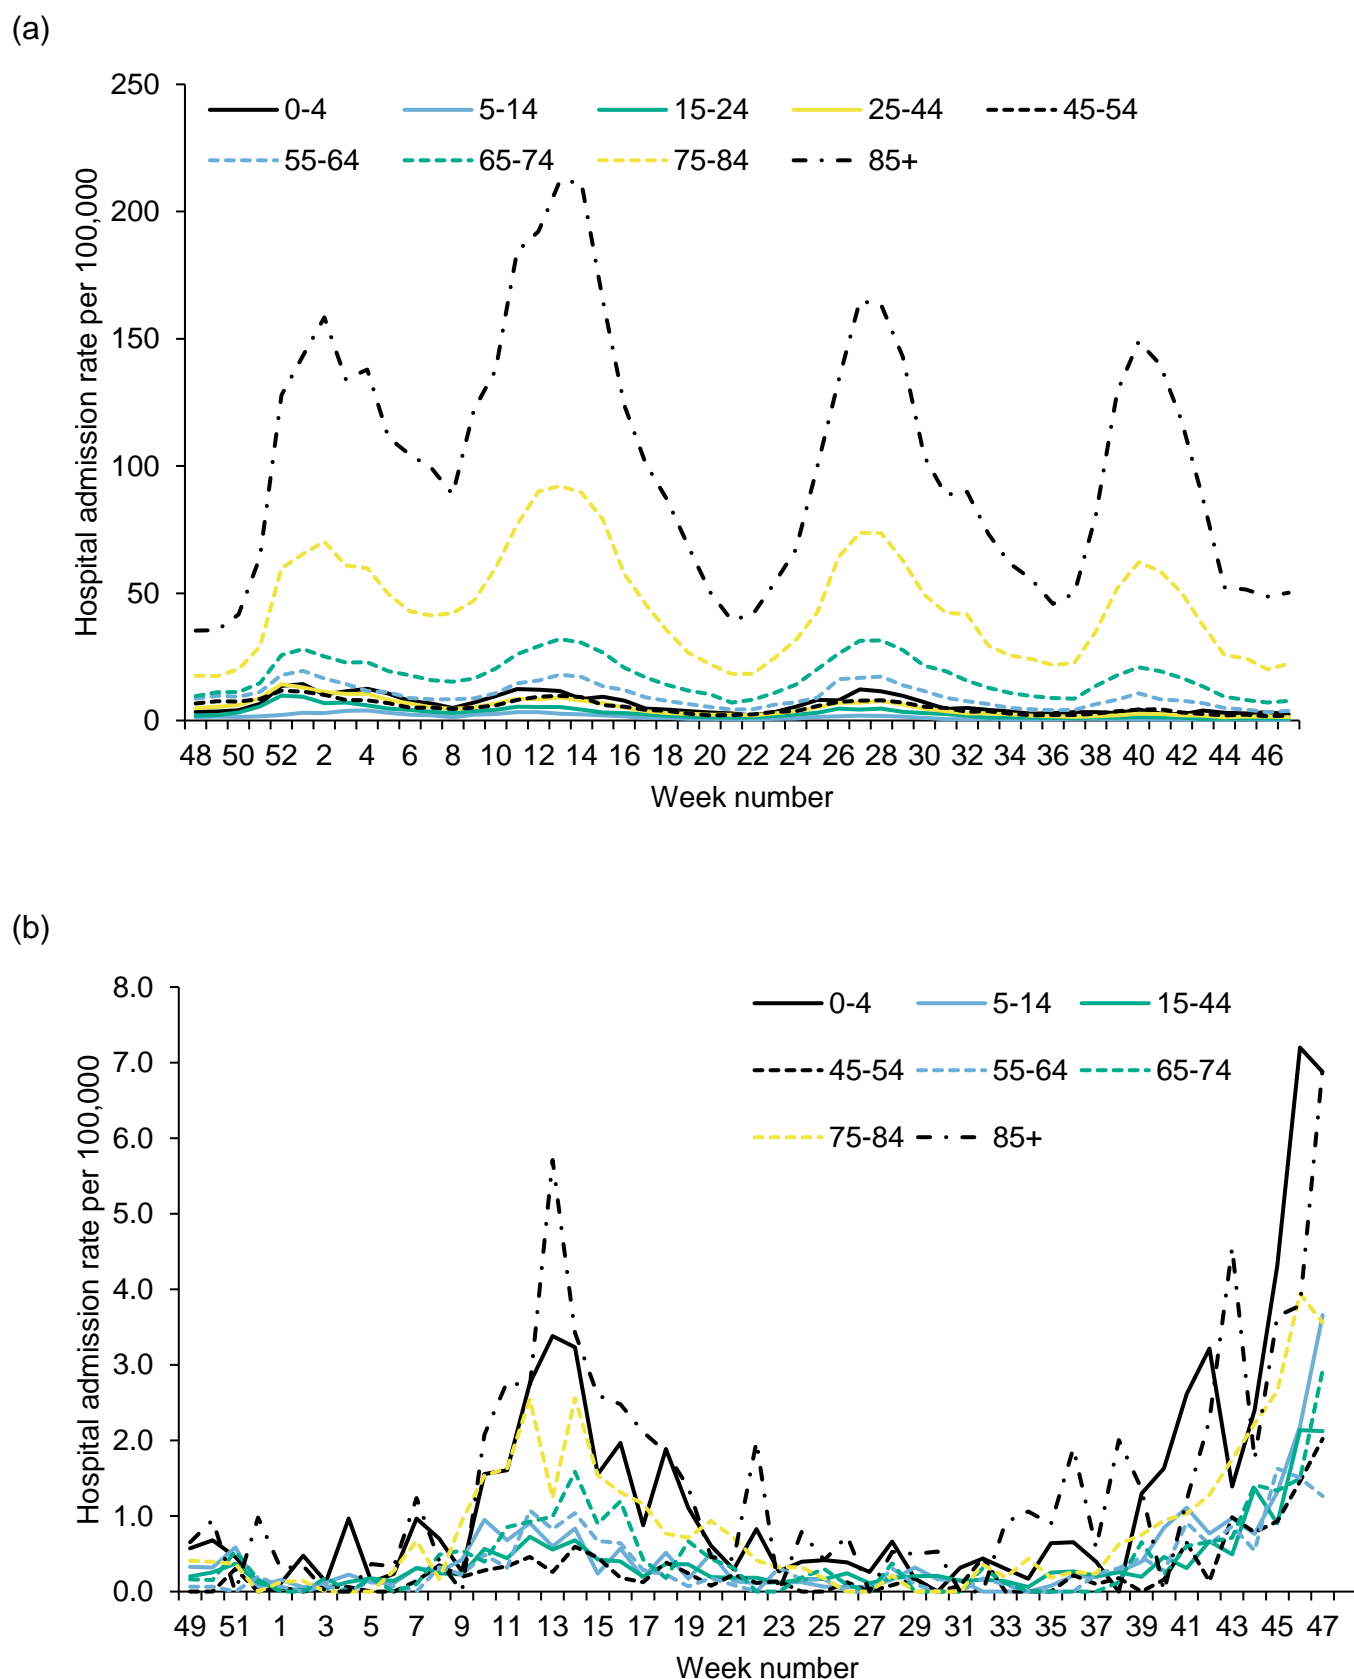 (a)
250
200
150
100
50
0
Hospital admission rate per 100,000
0-4 5-14 15-24 25-44 45-54
55-64 65-74 75-84 85+
48 50 52 2 4 6 8 10 12 14 16 18 20 22 24 26 28 30 32 34 36 38 40 42 44 46
Week number
(b)
8.0
7.0
6.0
5.0
4.0
3.0
2.0
1.0
0.0
Hospital admission rate per 100,000
0-4 5-14 15-44
45-54 55-64 65-74
75-84 85+
49 51 1 3 5 7 9 11 13 15 17 19 21 23 25 27 29 31 33 35 37 39 41 43 45 47
Week number